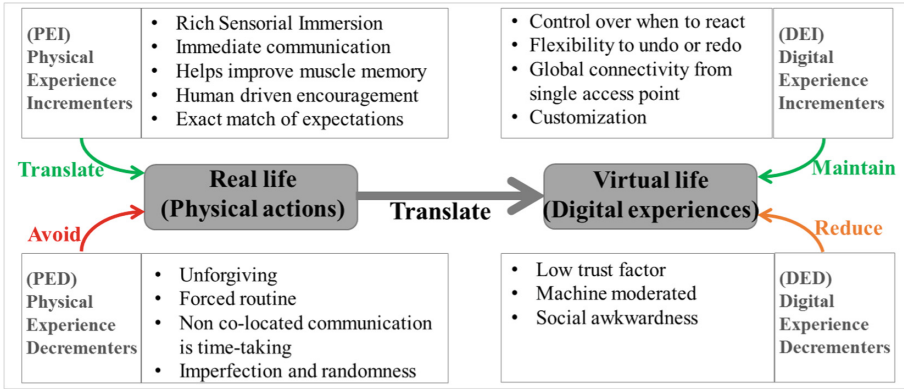 (PEI)
Physical
Experience
Incrementers
• Rich Sensorial Immersion
• Immediate communication
• Helps improve muscle memory
• Human driven encouragement
• Exact match of expectations
• Control over when to react
• Flexibility to undo or redo
• Global connectivity from
single access point
• Customization
(DEI)
Digital
Experience
Incrementers
Translate
Maintain
Real life
(Physical actions)
Translate
Virtual life
(Digital experiences)
Avoid
Reduce
(PED)
Physical
Experience
Decrementers
• Unforgiving
• Forced routine
• Non co-located communication
is time-taking
• Imperfection and randomness
• Low trust factor
• Machine moderated
• Social awkwardness
(DED)
Digital
Experience
Decrementers